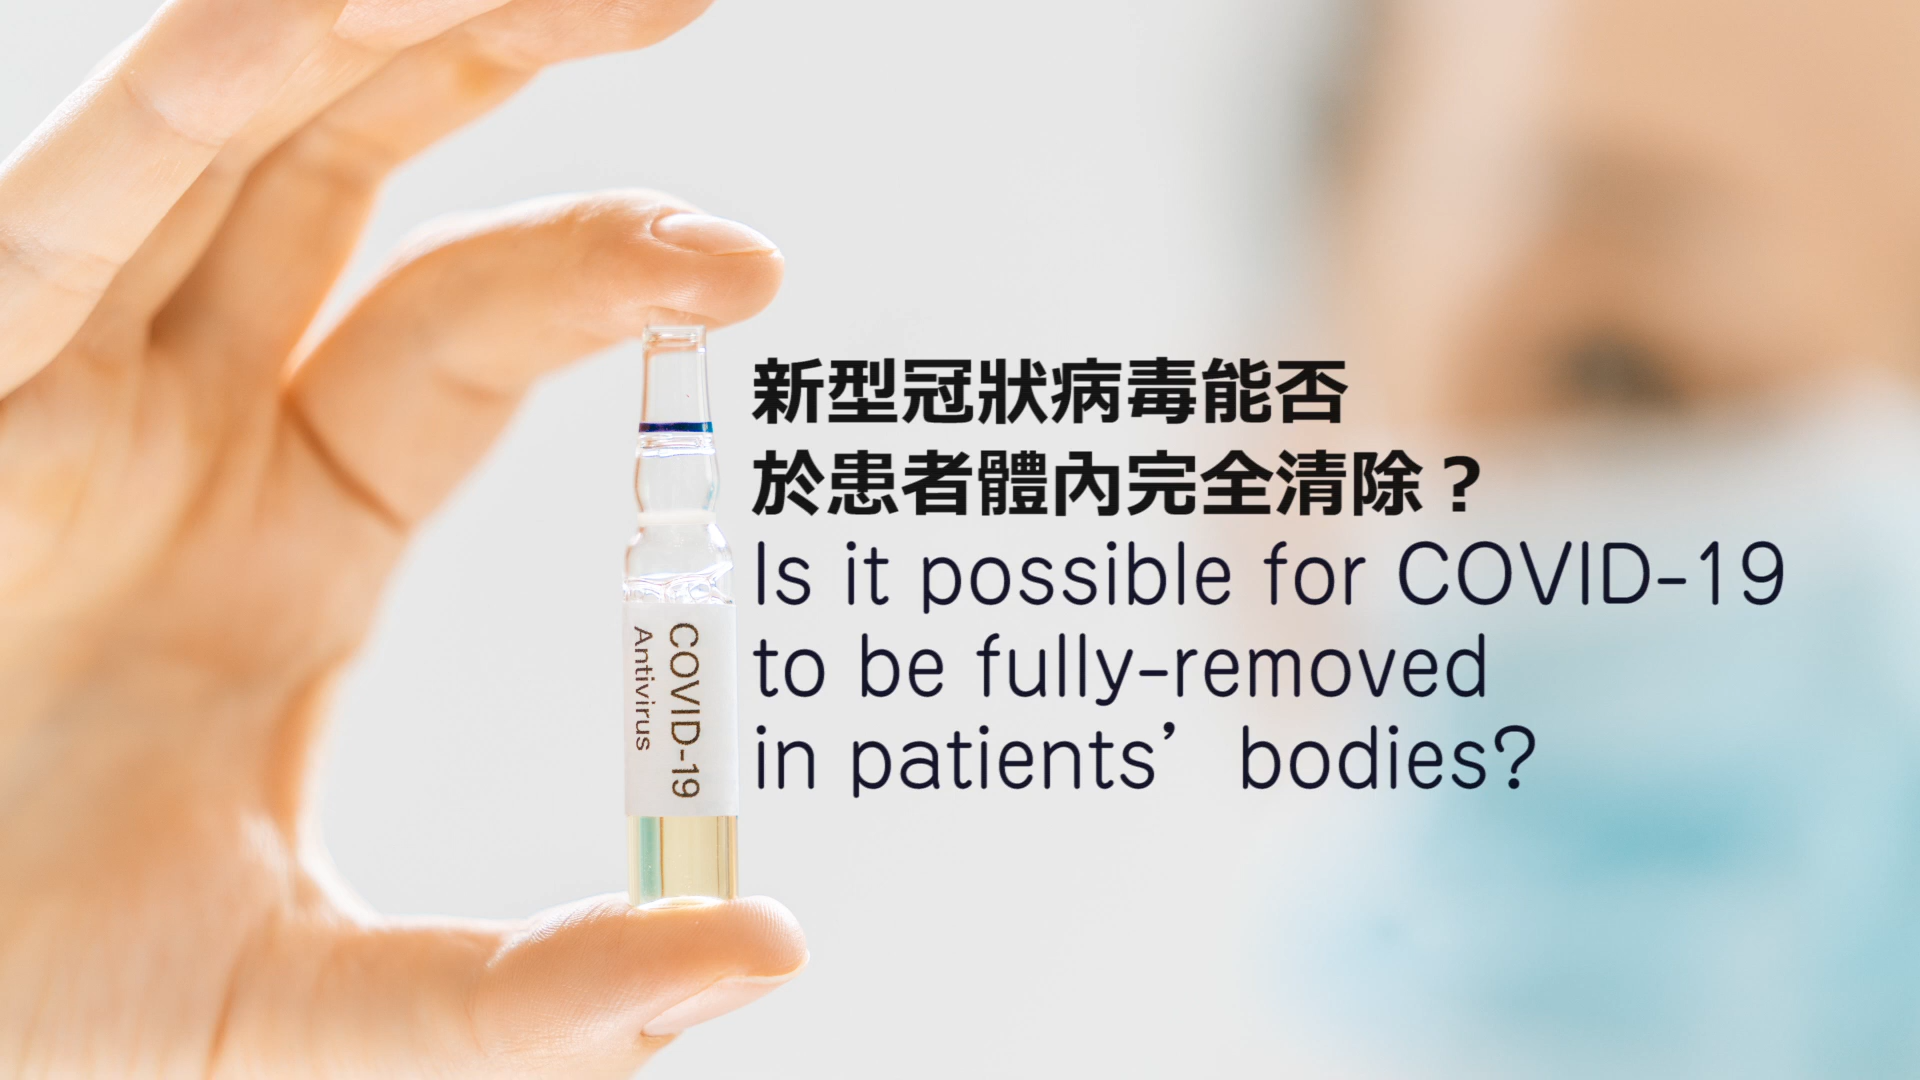 新型冠狀病毒能否
於患者體內完全清除？
Is it possible for COVID-19
to be fully-removed
in patients’ bodies?
COVID-19
Antivirus